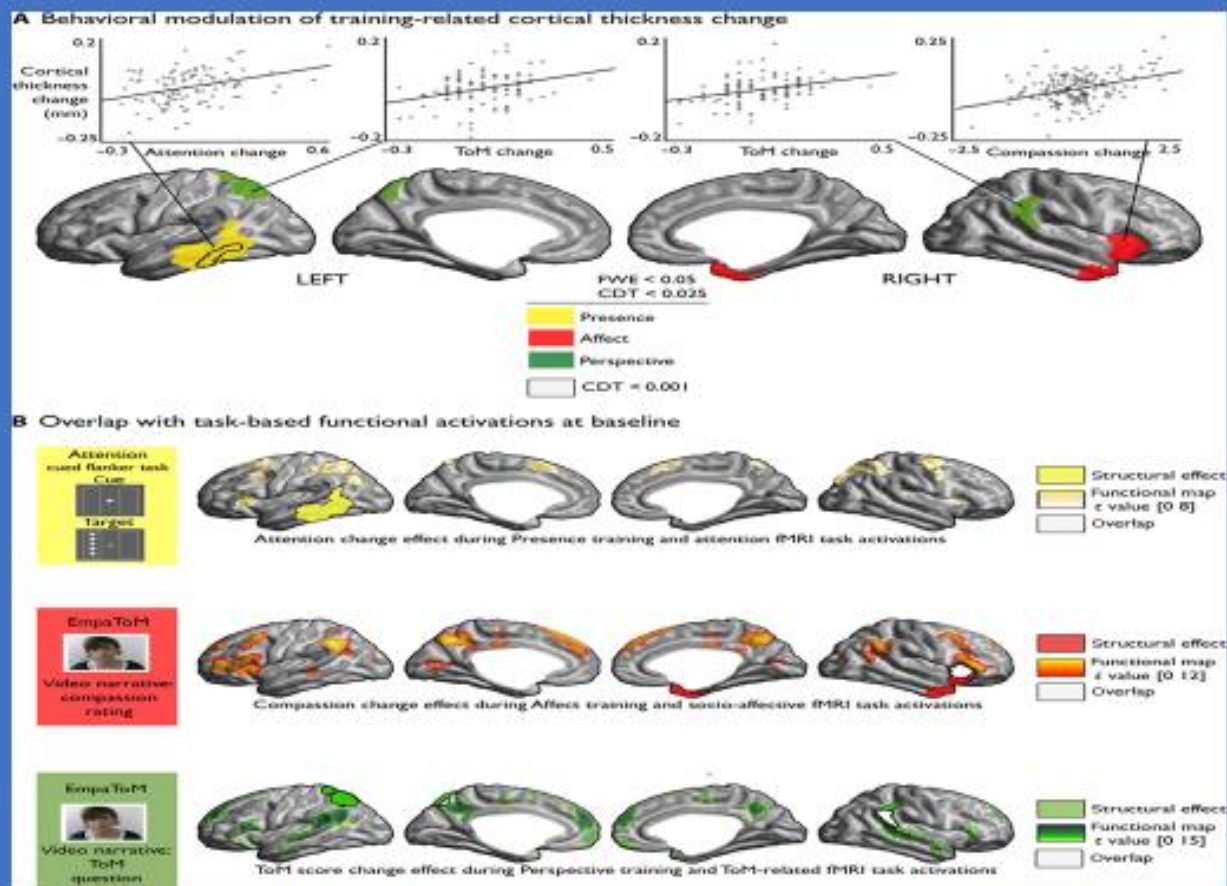 A Behavioral modulation of training-related cortical thickness change
0.2
0.2
0.2
0.25
Cortical
thickness
change
(mm)
-0.25
-0.2
-0.2
-0.25
-0.3 Attention change 0.6
-0.3 ToM change 0.5
-0.3 ToM change 0.5
-2.5 Compassion change 2.5
LEFT
RIGHT
FWE < 0.05
CDT < 0.025
Presence
Affect
Perspective
CDT < 0.001
B Overlap with task-based functional activations at baseline
Attention
cued flanker task
Cue
Target
Structural effect
Functional map
t value [0 8]
Overlap
Attention change effect during Presence training and attention fMRI task activations
EmpaToM
Video narrative:
compassion
rating
Structural effect
Functional map
t value [0 12]
Overlap
Compassion change effect during Affect training and socio-affective fMRI task activations
EmpaToM
Video narrative:
ToM
question
Structural effect
Functional map
t value [0 15]
Overlap
ToM score change effect during Perspective training and ToM-related fMRI task activations